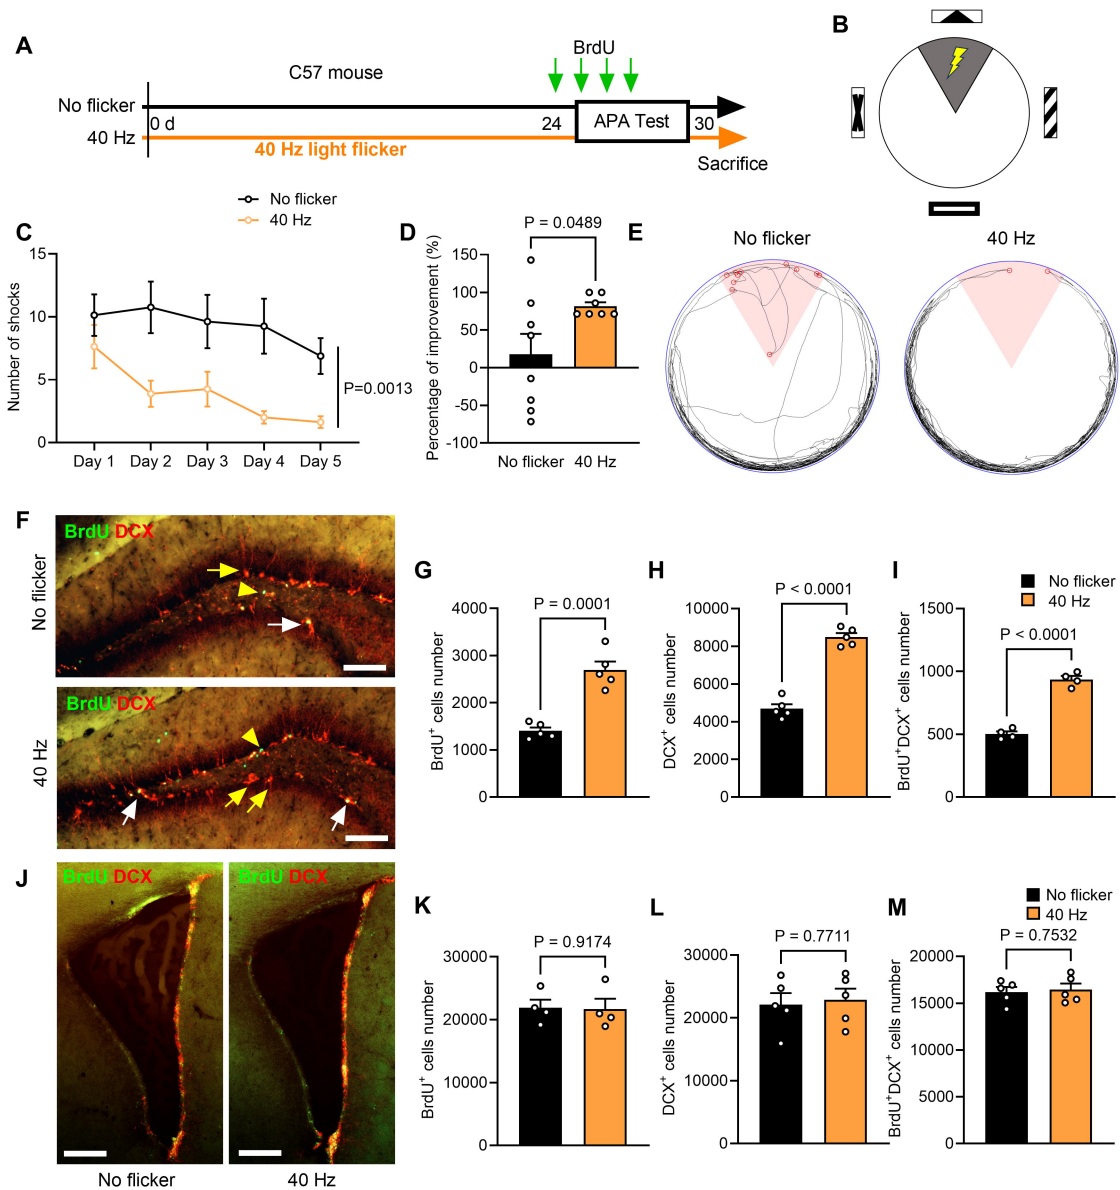 A
BrdU
C57 mouse
No flicker
0 d
24
APA Test
30
40 Hz
40 Hz light flicker
Sacrifice
B
No flicker
40 Hz
C
15
10
5
0
Number of shocks
P=0.0013
Day 1
Day 2
Day 3
Day 4
Day 5
D
P = 0.0489
150
100
50
0
-50
-100
Percentage of improvement (%)
No flicker
40 Hz
E
No flicker
40 Hz
F
BrdU DCX
No flicker
BrdU DCX
40 Hz
G
4000
3000
2000
1000
0
BrdU+ cells number
P = 0.0001
H
10000
8000
6000
4000
2000
0
DCX+ cells number
P < 0.0001
I
No flicker
40 Hz
1500
1000
500
0
BrdU+DCX+ cells number
P < 0.0001
J
BrdU DCX
BrdU DCX
No flicker
40 Hz
K
30000
20000
10000
0
BrdU+ cells number
P = 0.9174
L
30000
20000
10000
0
DCX+ cells number
P = 0.7711
M
No flicker
40 Hz
P = 0.7532
20000
15000
10000
5000
0
BrdU+DCX+ cells number